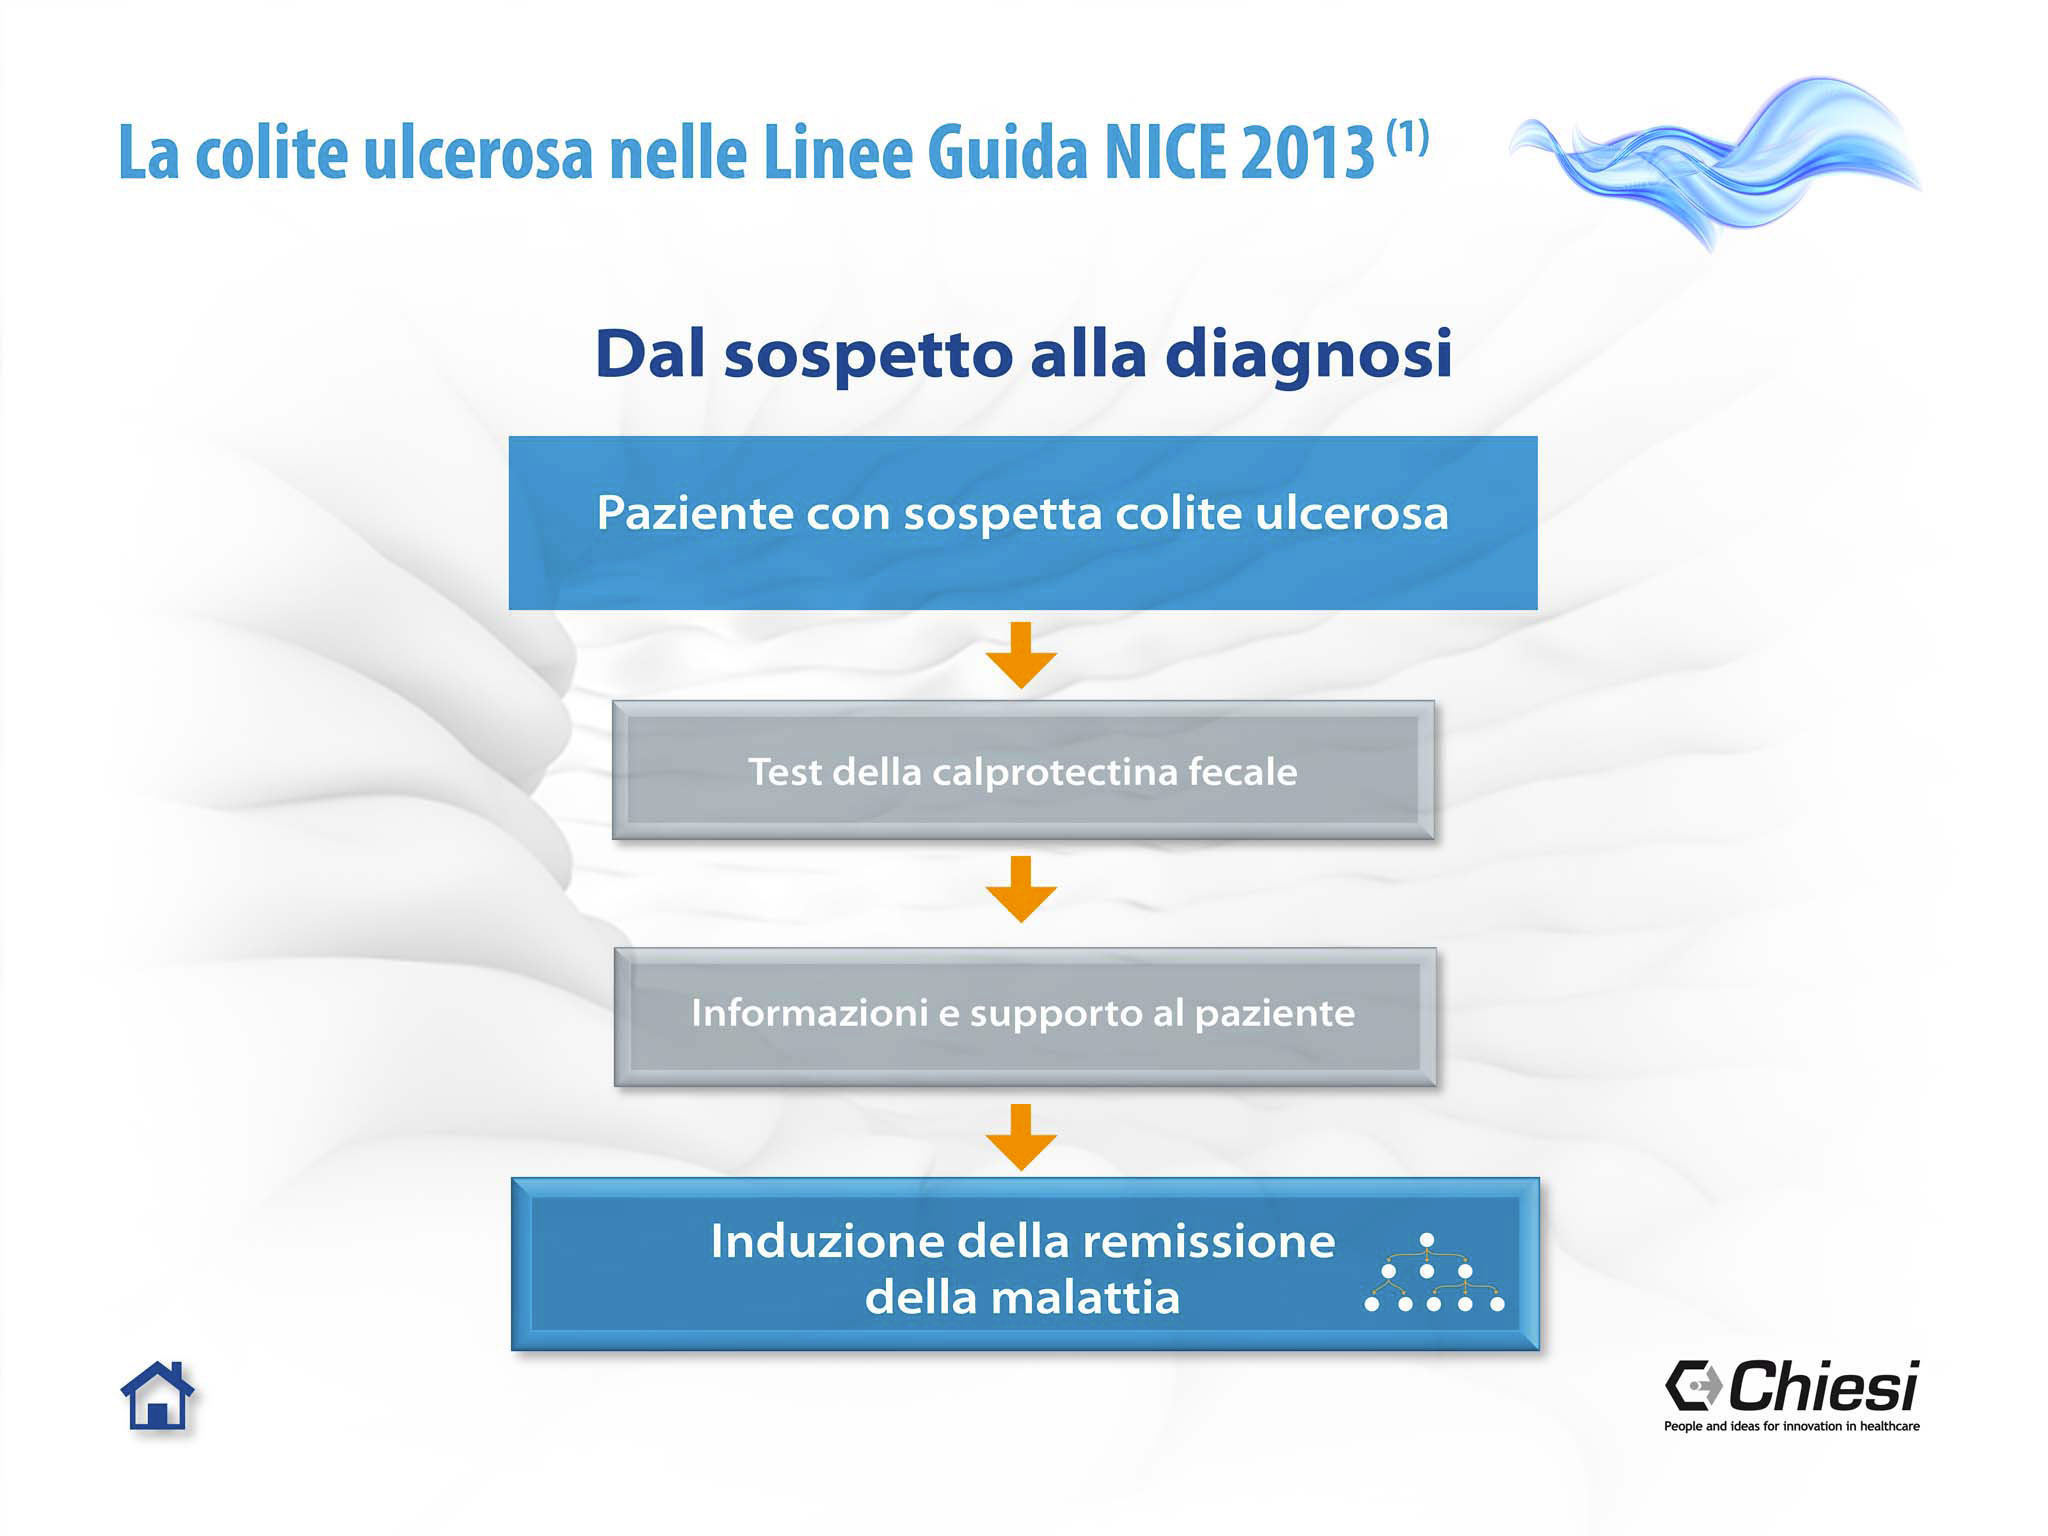 La colite ulcerosa nelle Linee Guida NICE 2013 (1)
Dal sospetto alla diagnosi
Paziente con sospetta colite ulcerosa
Test della calprotectina fecale
Informazioni e supporto al paziente
Induzione della remissione
della malattia
Chiesi
People and ideas for innovation in healthcare